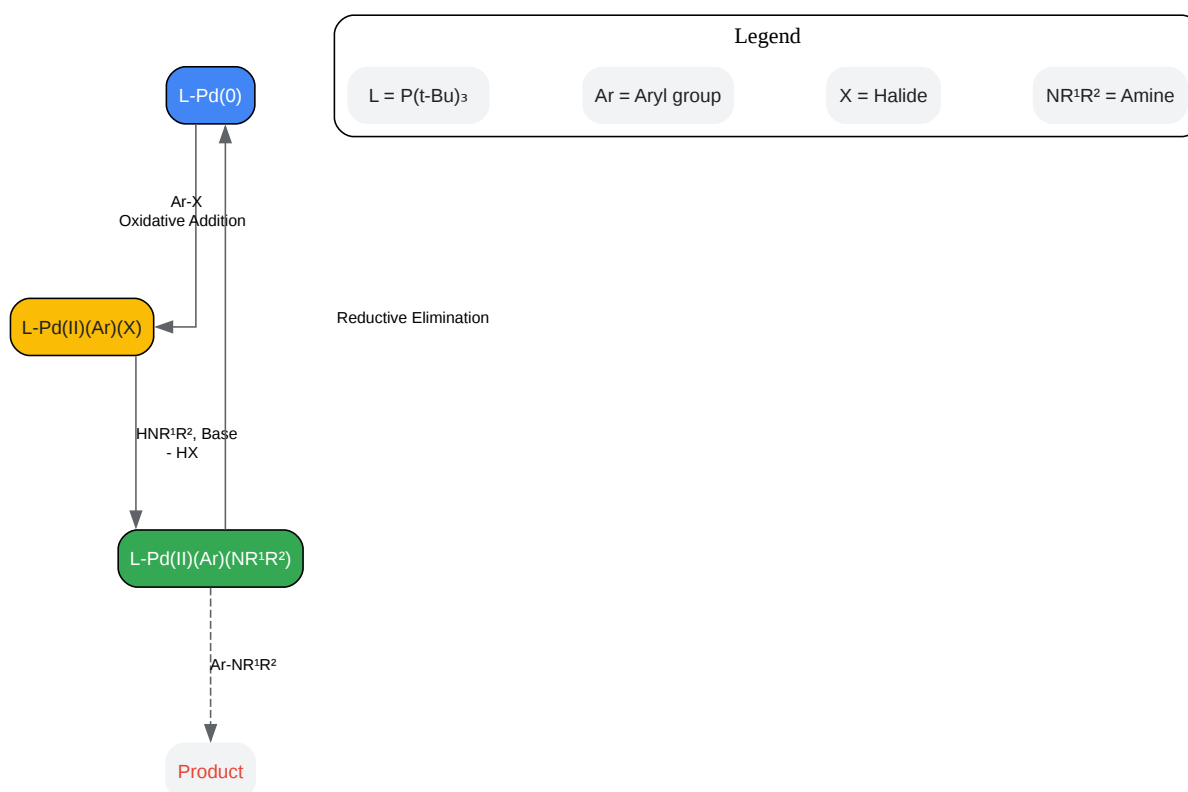 Legend
L = P(t-Bu)₃
Ar = Aryl group
X = Halide
NR¹R² = Amine
L-Pd(0)
Ar-X
Oxidative Addition
L-Pd(II)(Ar)(X)
Reductive Elimination
HNR¹R², Base
- HX
L-Pd(II)(Ar)(NR¹R²)
Ar-NR¹R²
Product